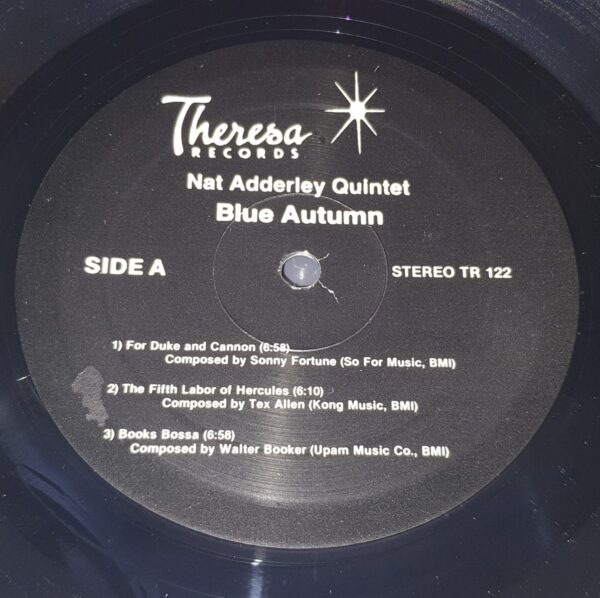 Theresa
RECORDS
Nat Adderley Quintet
Blue Autumn
SIDE A
STEREO TR 122
1) For Duke and Cannon (6:58)
Composed by Sonny Fortune (So For Music, BMI)
2) The Fifth Labor of Hercules (6:10)
Composed by Tex Allen (Kong Music, BMI)
3) Books Bossa (6:58)
Composed by Walter Booker (Upam Music Co., BMI)